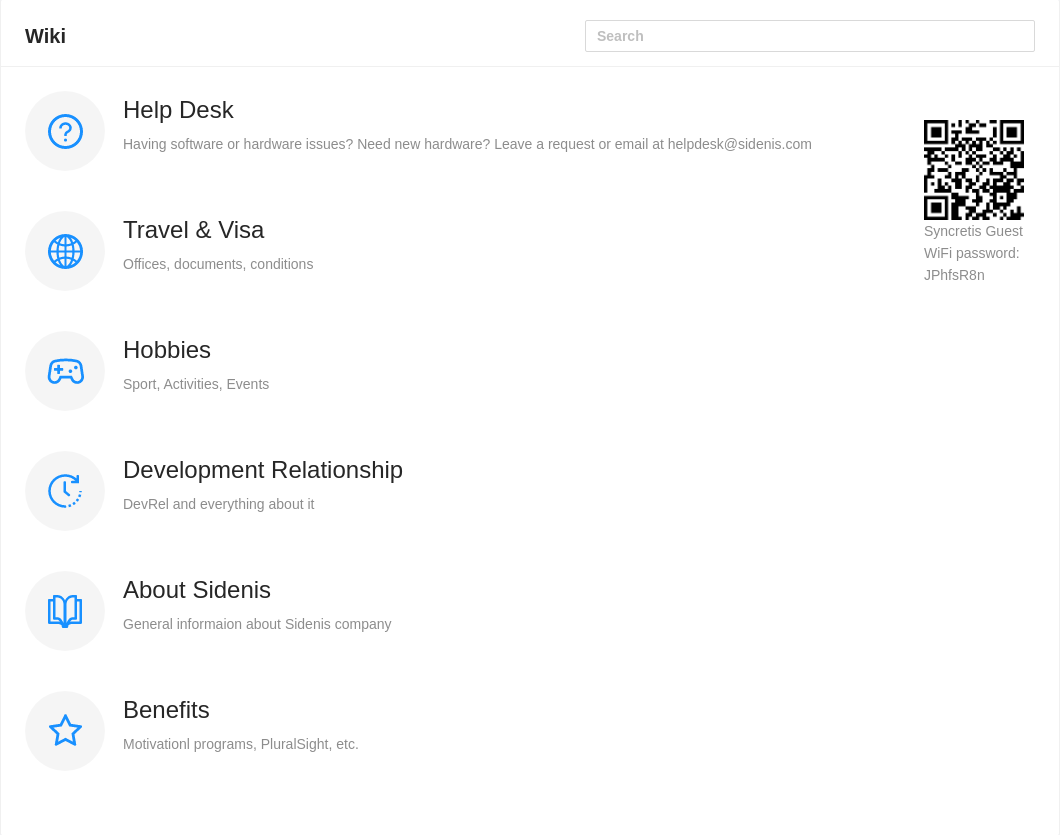 Wiki
Search
Help Desk
Having software or hardware issues? Need new hardware? Leave a request or email at helpdesk@sidenis.com
Syncretis Guest
WiFi password:
JPhfsR8n
Travel & Visa
Offices, documents, conditions
Hobbies
Sport, Activities, Events
Development Relationship
DevRel and everything about it
About Sidenis
General informaion about Sidenis company
Benefits
Motivationl programs, PluralSight, etc.